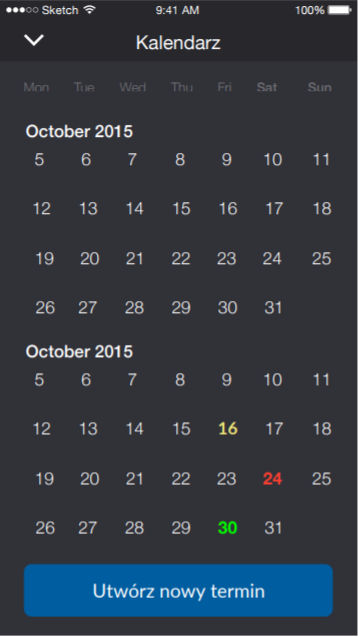 Sketch 9:41 AM 100%
Kalendarz
Mon Tue Wed Thu Fri Sat Sun
October 2015
5 6 7 8 9 10 11
12 13 14 15 16 17 18
19 20 21 22 23 24 25
26 27 28 29 30 31
October 2015
5 6 7 8 9 10 11
12 13 14 15 16 17 18
19 20 21 22 23 24 25
26 27 28 29 30 31
Utwórz nowy termin